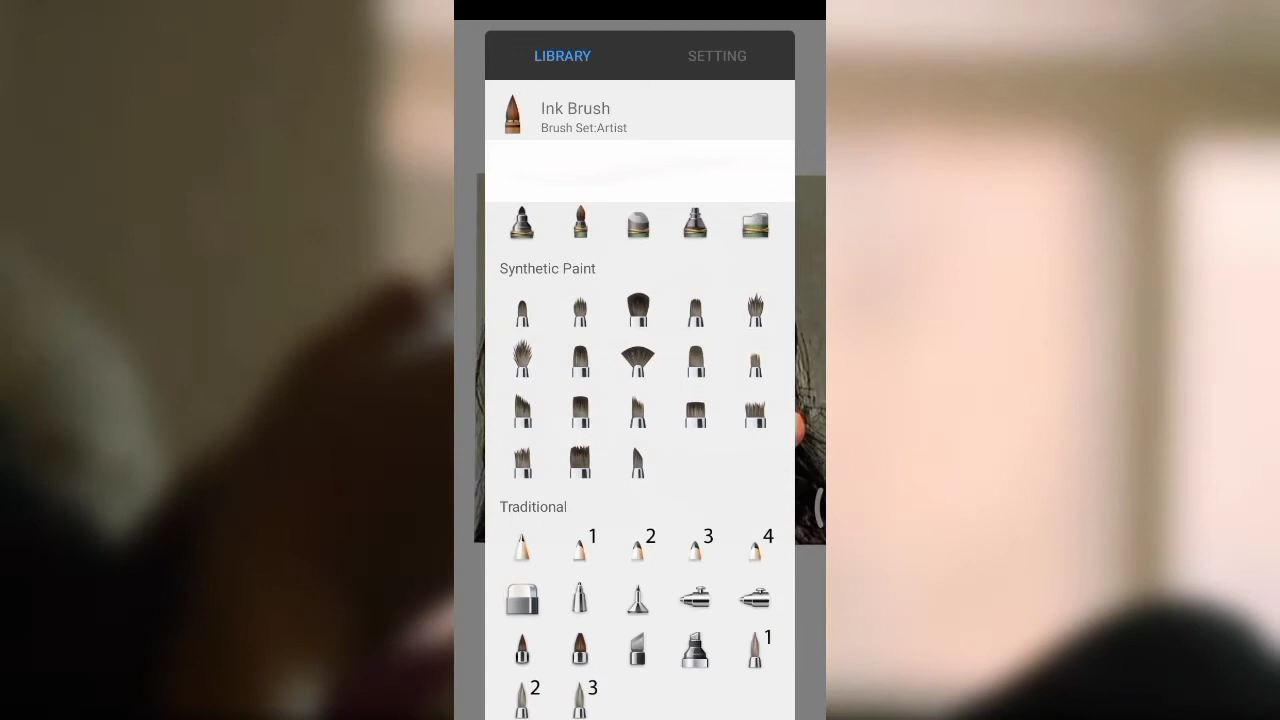 LIBRARY SETTING
Ink Brush
Brush Set:Artist
Synthetic Paint
Traditional
1 2 3 4
1
2 3